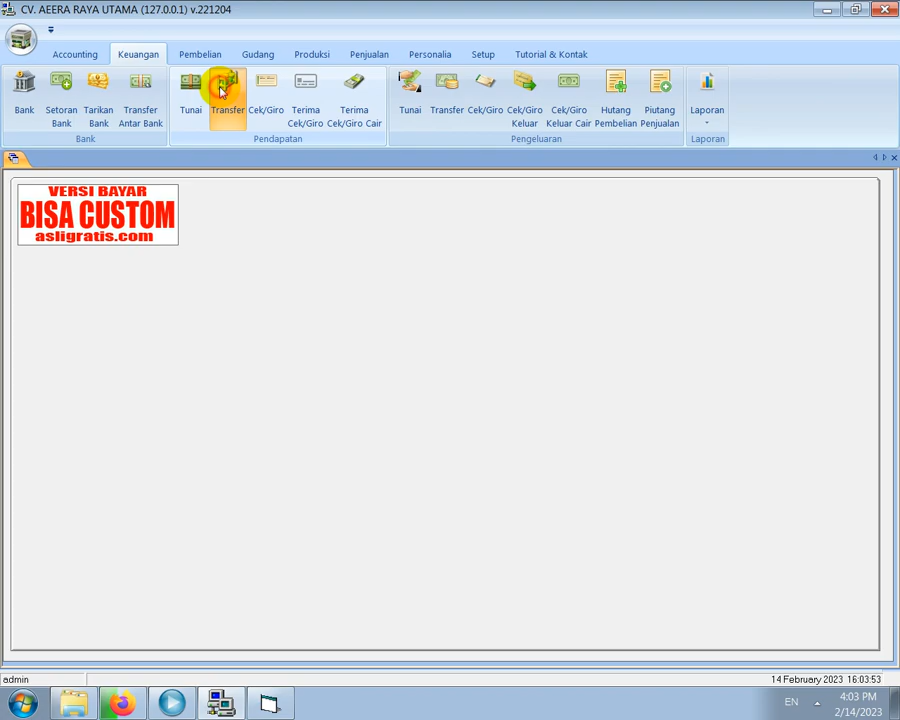 CV. AEERA RAYA UTAMA (127.0.0.1) v.221204
Accounting Keuangan Pembelian Gudang Produksi Penjualan Personalia Setup Tutorial & Kontak
Bank
Setoran Bank
Tarikan Bank
Transfer Antar Bank
Tunai
Transfer
Cek/Giro
Terima Cek/Giro
Terima Cek/Giro Cair
Tunai
Transfer
Cek/Giro
Cek/Giro Keluar
Cek/Giro Keluar Cair
Hutang Pembelian
Piutang Penjualan
Laporan
Bank Pendapatan Pengeluaran Laporan
VERSI BAYAR
BISA CUSTOM
asligratis.com
admin 14 February 2023 16:03:53
EN 4:03 PM
2/14/2023